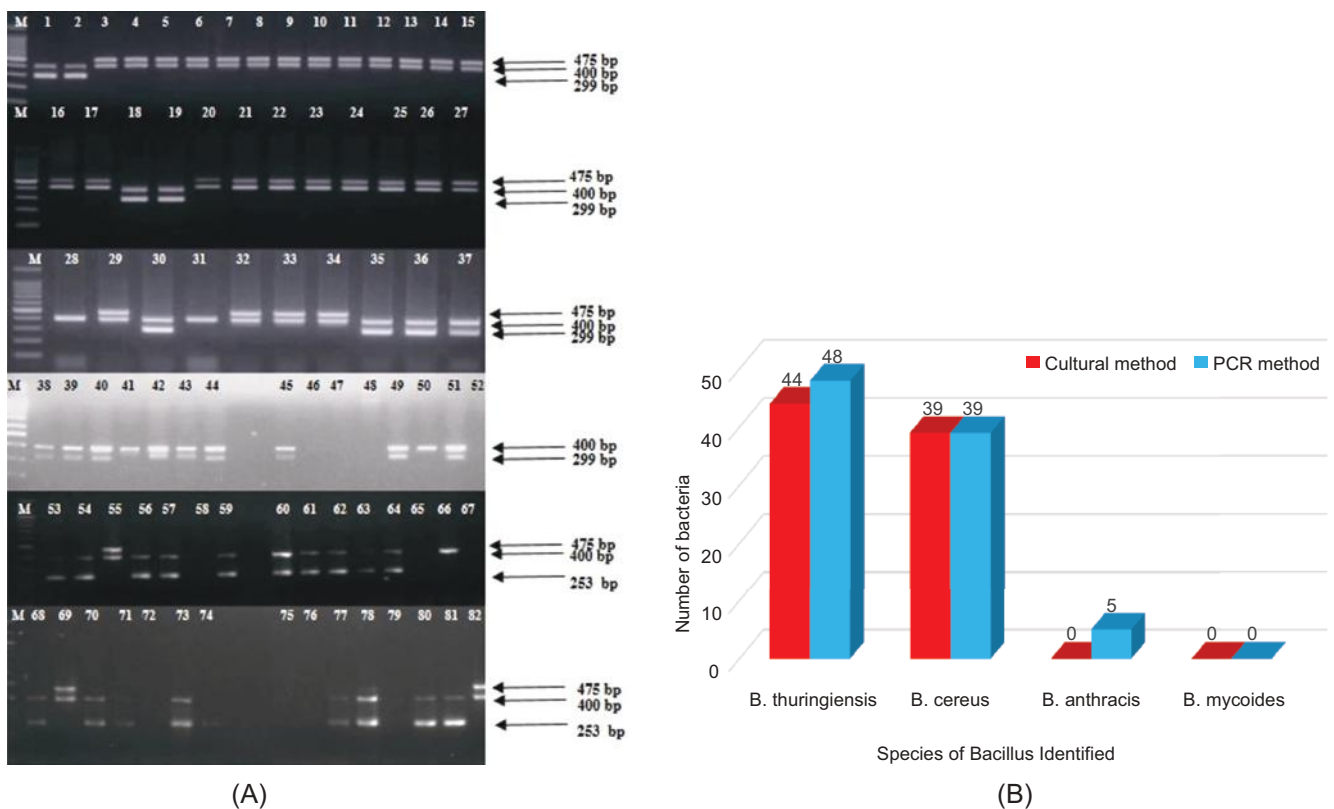 M 1 2 3 4 5 6 7 8 9 10 11 12 13 14 15
475 bp
400 bp
299 bp
M 16 17 18 19 20 21 22 23 24 25 26 27
475 bp
400 bp
299 bp
M 28 29 30 31 32 33 34 35 36 37
475 bp
400 bp
299 bp
M 38 39 40 41 42 43 44 45 46 47 48 49 50 51 52
400 bp
299 bp
M 53 54 55 56 57 58 59 60 61 62 63 64 65 66 67
475 bp
400 bp
253 bp
M 68 69 70 71 72 73 74 75 76 77 78 79 80 81 82
475 bp
400 bp
253 bp
(A)
Cultural method PCR method
Number of bacteria
50
40
30
20
10
0
44 48
39 39
0 5
0 0
B. thuringiensis B. cereus B. anthracis B. mycoides
Species of Bacillus Identified
(B)